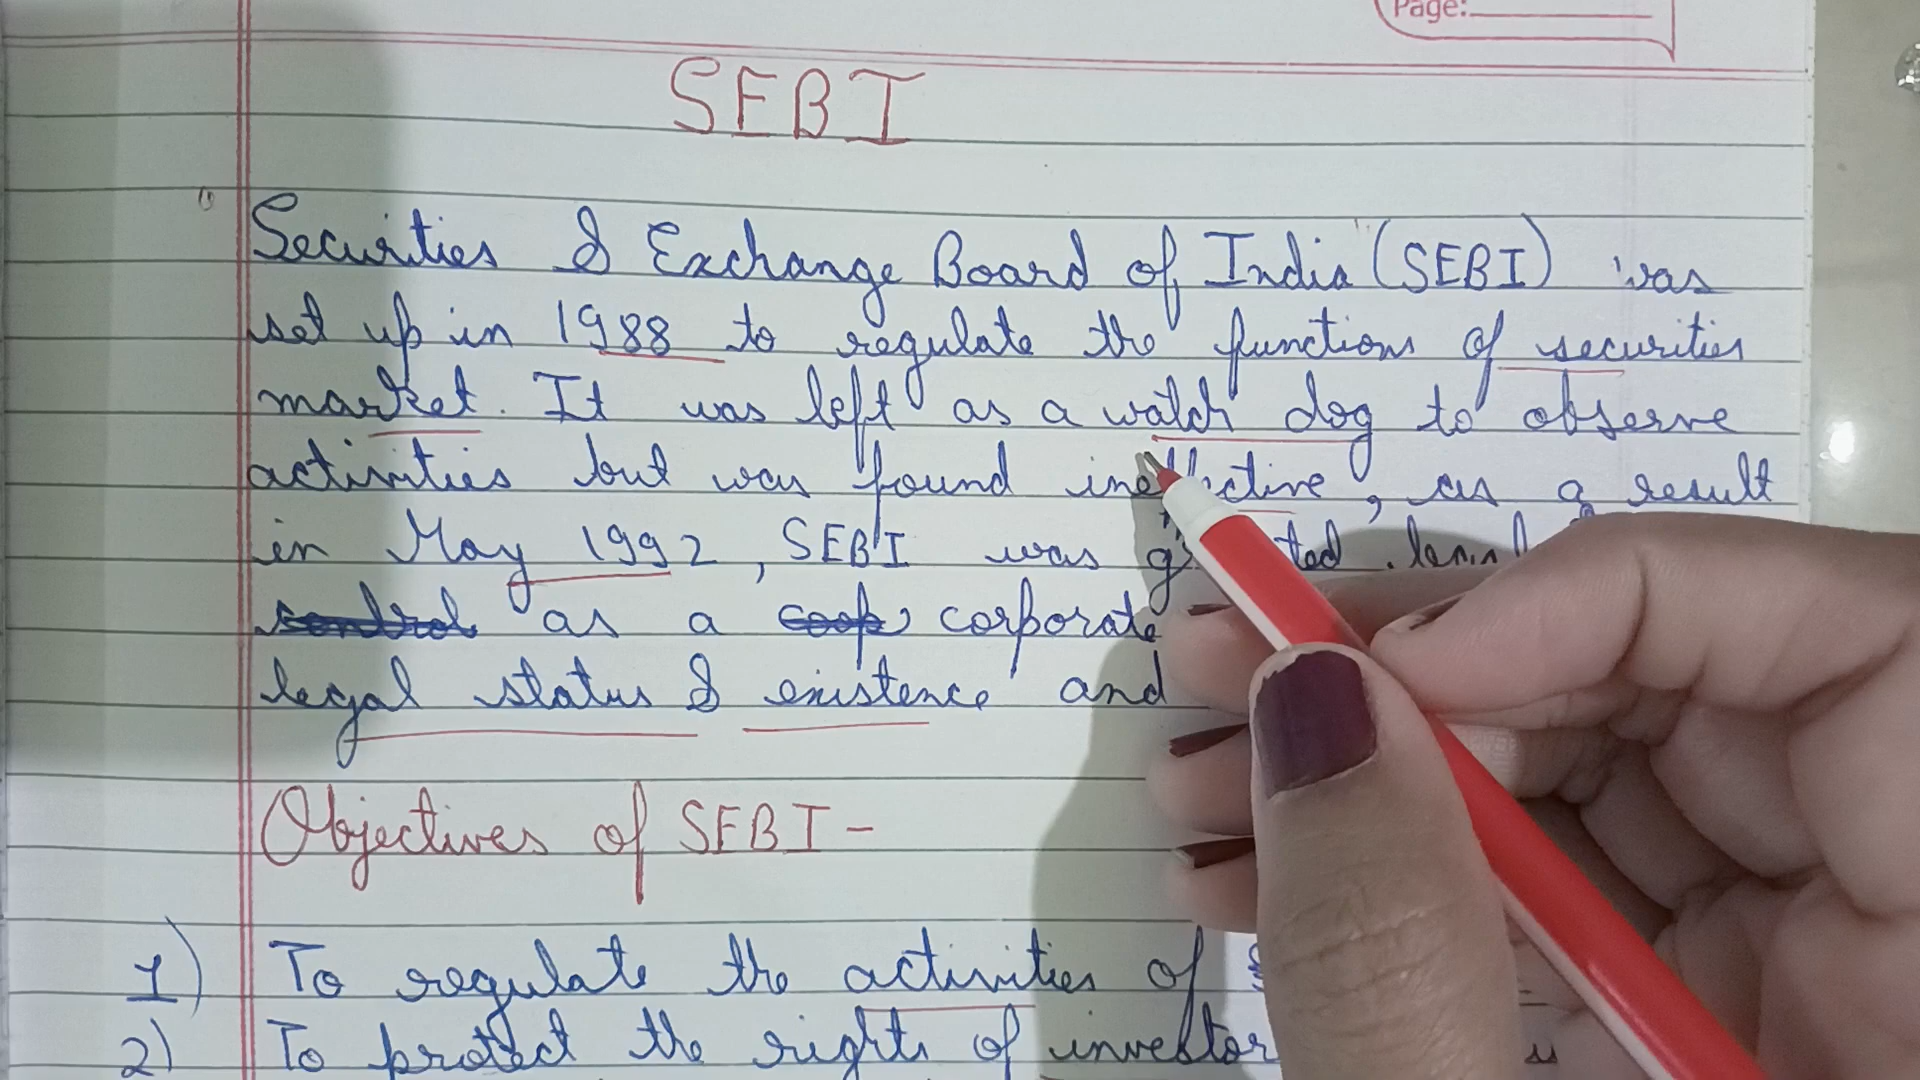 Page:
SEBI
Securities & Exchange Board of India (SEBI) was
set up in 1988 to regulate the functions of securities
market. It was left as a watch dog to observe
activities but was found ineffective, as a result
in May 1992, SEBI was
as a corporate
legal status & existence and
Objectives of SEBI -
1) To regulate the activities of
2) To protect the rights of investor